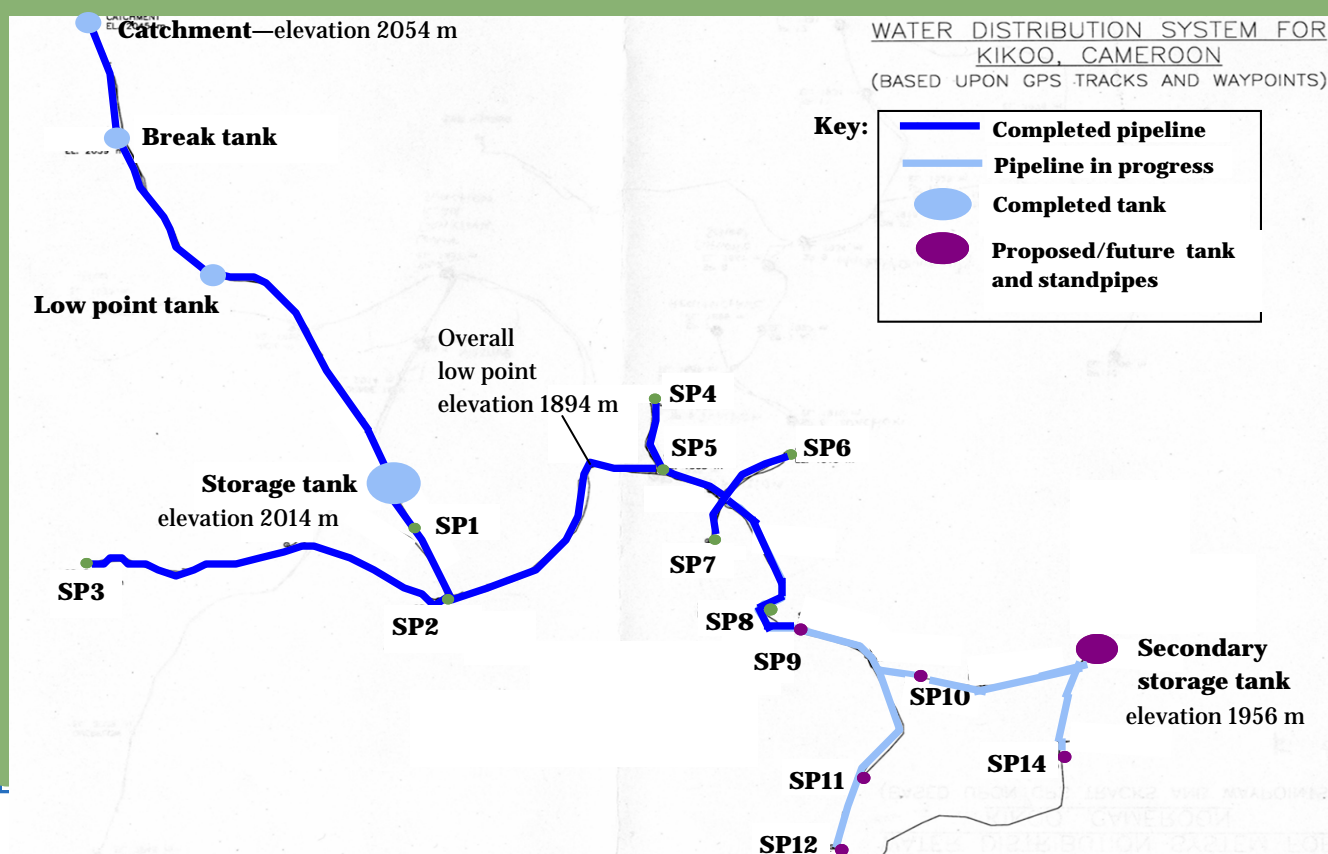 Catchment—elevation 2054 m
WATER DISTRIBUTION SYSTEM FOR
KIKOO, CAMEROON
(BASED UPON GPS TRACKS AND WAYPOINTS)
Key:
Completed pipeline
Pipeline in progress
Completed tank
Proposed/future tank
and standpipes
Break tank
Low point tank
Overall
low point
elevation 1894 m
SP4
SP5
SP6
Storage tank
elevation 2014 m
SP1
SP7
SP3
SP2
SP8
SP9
Secondary
storage tank
elevation 1956 m
SP10
SP14
SP11
SP12